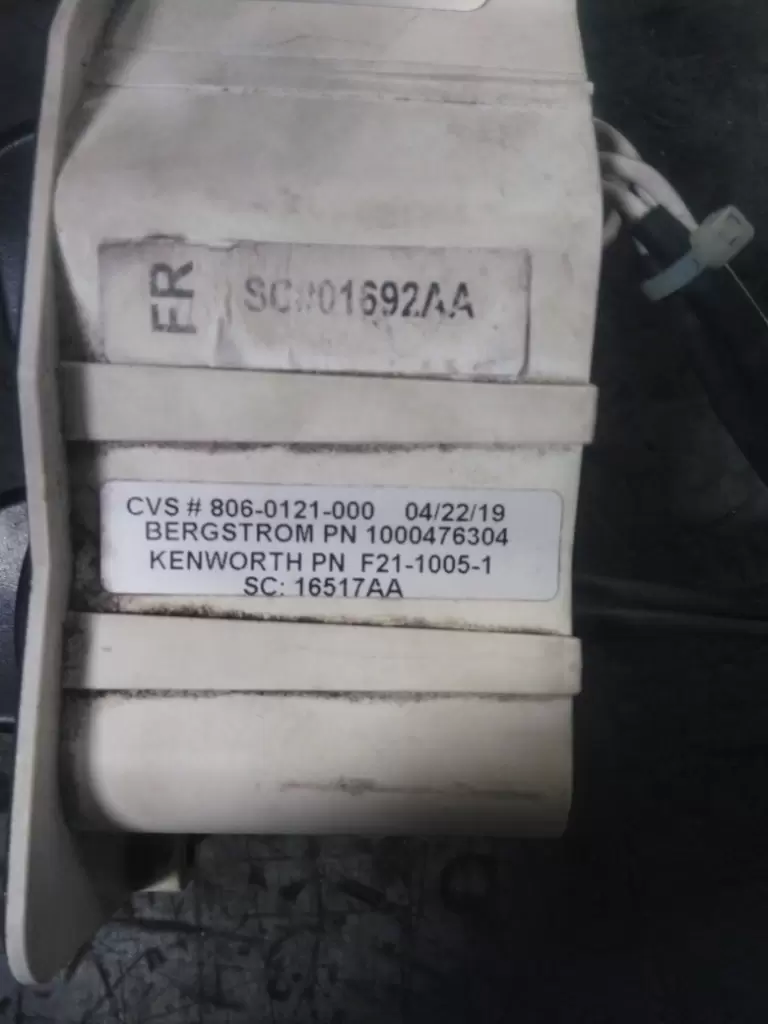 FR
SC#01692AA
CVS # 806-0121-000 04/22/19
BERGSTROM PN 1000476304
KENWORTH PN F21-1005-1
SC: 16517AA